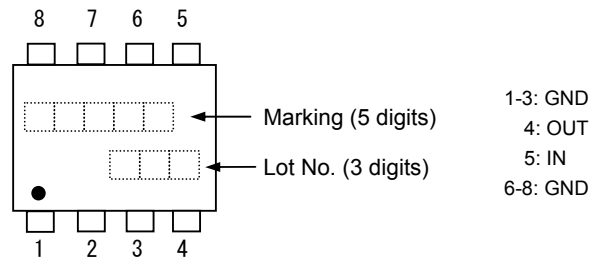 8 7 6 5
Marking (5 digits)
Lot No. (3 digits)
1 2 3 4
1-3: GND
4: OUT
5: IN
6-8: GND